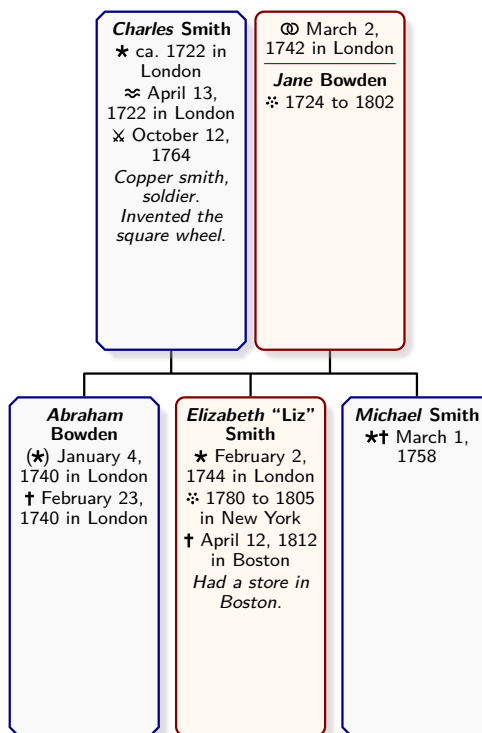 Charles Smith
★ ca. 1722 in
London
≈ April 13,
1722 in London
⚔ October 12,
1764
Copper smith,
soldier.
Invented the
square wheel.
⚭ March 2,
1742 in London
Jane Bowden
⁘ 1724 to 1802
Abraham
Bowden
(★) January 4,
1740 in London
✝ February 23,
1740 in London
Elizabeth “Liz”
Smith
★ February 2,
1744 in London
⁘ 1780 to 1805
in New York
✝ April 12, 1812
in Boston
Had a store in
Boston.
Michael Smith
★✝ March 1,
1758